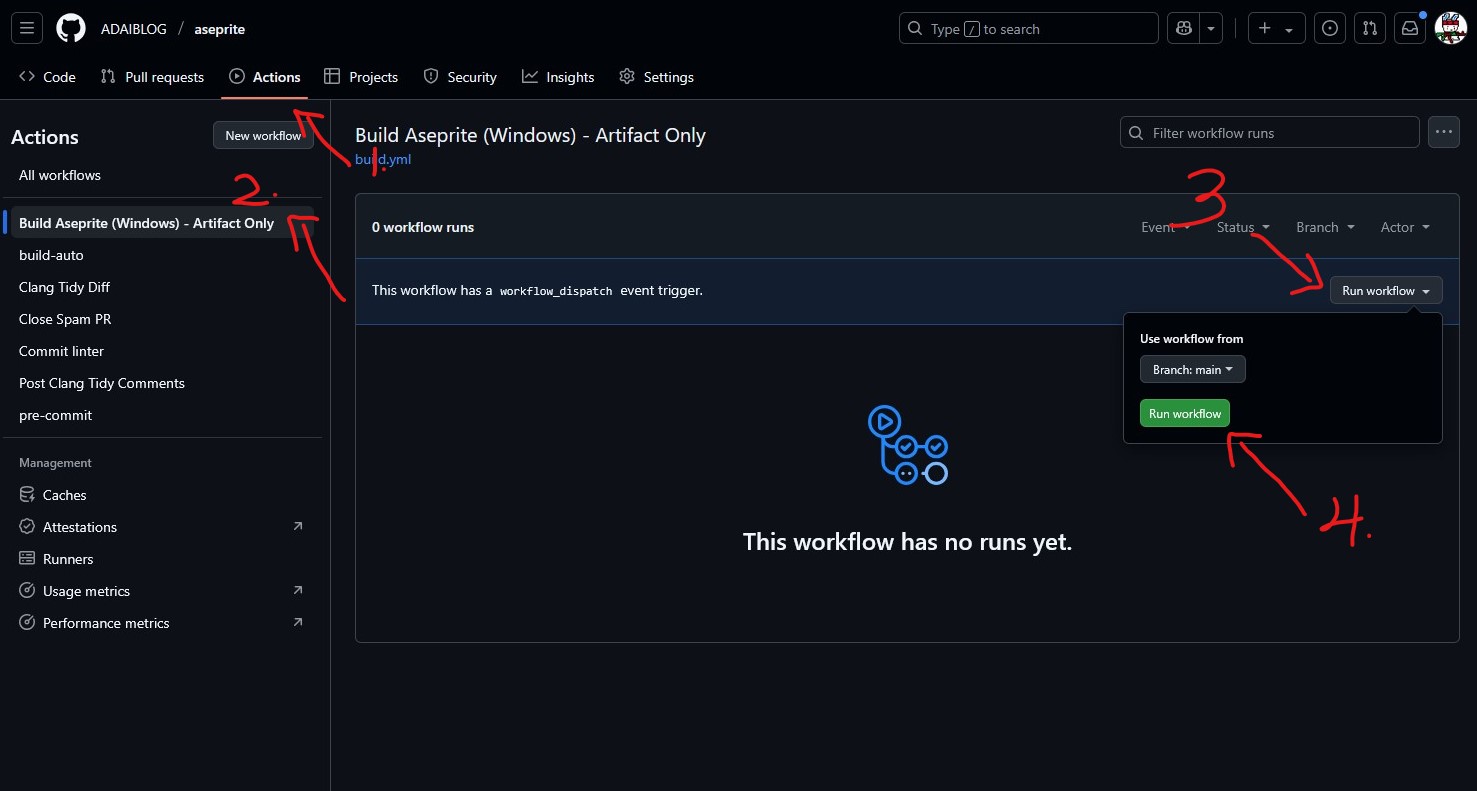 ADAIBLOG / aseprite
Type / to search
Code
Pull requests
Actions
Projects
Security
Insights
Settings
Actions
New workflow
1.
All workflows
2.
Build Aseprite (Windows) - Artifact Only
build-auto
Clang Tidy Diff
Close Spam PR
Commit linter
Post Clang Tidy Comments
pre-commit
Management
Caches
Attestations
Runners
Usage metrics
Performance metrics
Build Aseprite (Windows) - Artifact Only
build.yml
Filter workflow runs
3
0 workflow runs
Event
Status
Branch
Actor
This workflow has a workflow_dispatch event trigger.
Run workflow
Use workflow from
Branch: main
Run workflow
4.
This workflow has no runs yet.